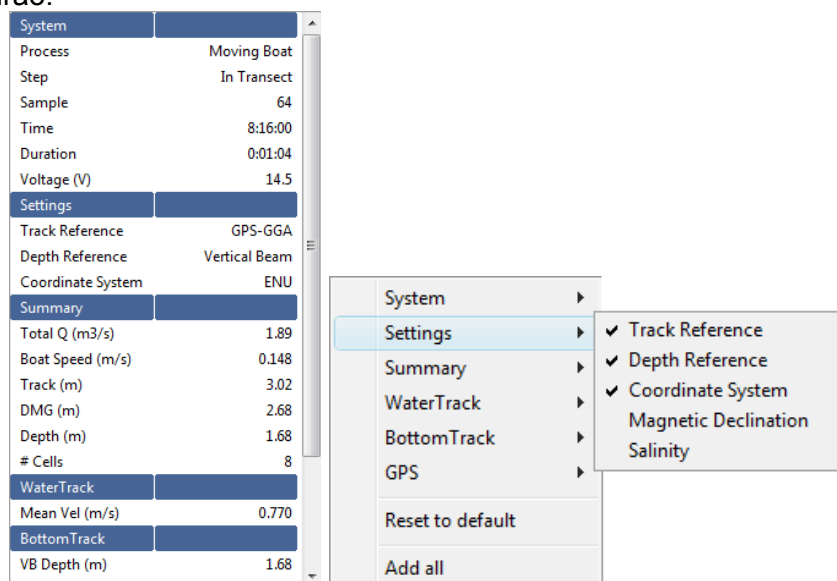 System
Process Moving Boat
Step In Transect
Sample 64
Time 8:16:00
Duration 0:01:04
Voltage (V) 14.5
Settings
Track Reference GPS-GGA
Depth Reference Vertical Beam
Coordinate System ENU
Summary
Total Q (m3/s) 1.89
Boat Speed (m/s) 0.148
Track (m) 3.02
DMG (m) 2.68
Depth (m) 1.68
# Cells 8
WaterTrack
Mean Vel (m/s) 0.770
BottomTrack
VB Depth (m) 1.68
System
Settings
Summary
WaterTrack
BottomTrack
GPS
Reset to default
Add all
Track Reference
Depth Reference
Coordinate System
Magnetic Declination
Salinity